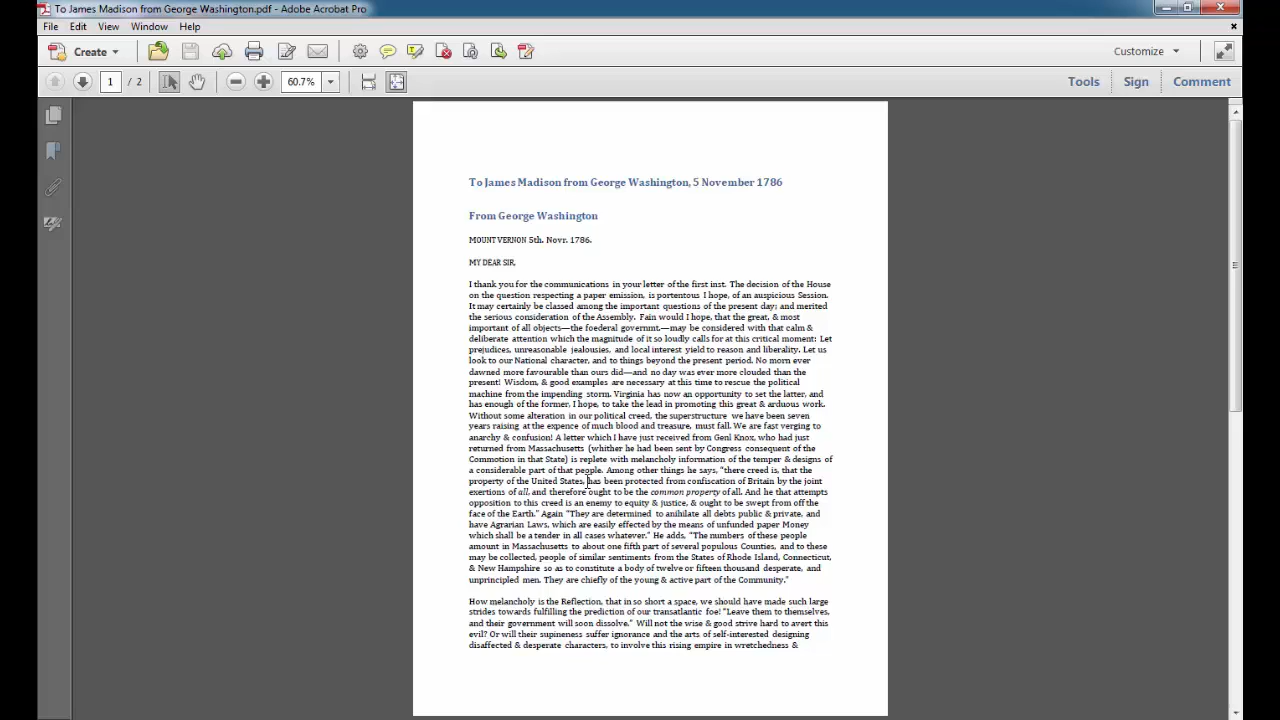 To James Madison from George Washington.pdf - Adobe Acrobat Pro
File Edit View Window Help
Create
Customize
1 / 2
60.7%
Tools Sign Comment
To James Madison from George Washington, 5 November 1786
From George Washington
MOUNT VERNON 5th. Novr. 1786.
MY DEAR SIR,
I thank you for the communications in your letter of the first inst. The decision of the House
on the question respecting a paper emission, is portentous I hope, of an auspicious Session.
It may certainly be classed among the important questions of the present day; and merited
the serious consideration of the Assembly. Fain would I hope, that the great, & most
important of all objects—the foederal governmt.—may be considered with that calm &
deliberate attention which the magnitude of it so loudly calls for at this critical moment: Let
prejudices, unreasonable jealousies, and local interest yield to reason and liberality. Let us
look to our National character, and to things beyond the present period. No morn ever
dawned more favourable than ours did—and no day was ever more clouded than the
present! Wisdom, & good examples are necessary at this time to rescue the political
machine from the impending storm. Virginia has now an opportunity to set the latter, and
has enough of the former, I hope, to take the lead in promoting this great & arduous work.
Without some alteration in our political creed, the superstructure we have been seven
years raising at the expence of much blood and treasure, must fall. We are fast verging to
anarchy & confusion! A letter which I have just received from Genl Knox, who had just
returned from Massachusetts (whither he had been sent by Congress consequent of the
Commotion in that State) is replete with melancholy information of the temper & designs of
a considerable part of that people. Among other things he says, "there creed is, that the
property of the United States, has been protected from confiscation of Britain by the joint
exertions of all, and therefore ought to be the common property of all. And he that attempts
opposition to this creed is an enemy to equity & justice, & ought to be swept from off the
face of the Earth." Again "They are determined to anihilate all debts public & private, and
have Agrarian Laws, which are easily effected by the means of unfunded paper Money
which shall be a tender in all cases whatever." He adds, "The numbers of these people
amount in Massachusetts to about one fifth part of several populous Counties, and to these
may be collected, people of similar sentiments from the States of Rhode Island, Connecticut,
& New Hampshire so as to constitute a body of twelve or fifteen thousand desperate, and
unprincipled men. They are chiefly of the young & active part of the Community."
How melancholy is the Reflection, that in so short a space, we should have made such large
strides towards fulfilling the prediction of our transatlantic foe! "Leave them to themselves,
and their government will soon dissolve." Will not the wise & good strive hard to avert this
evil? Or will their supineness suffer ignorance and the arts of self-interested designing
disaffected & desperate characters, to involve this rising empire in wretchedness &